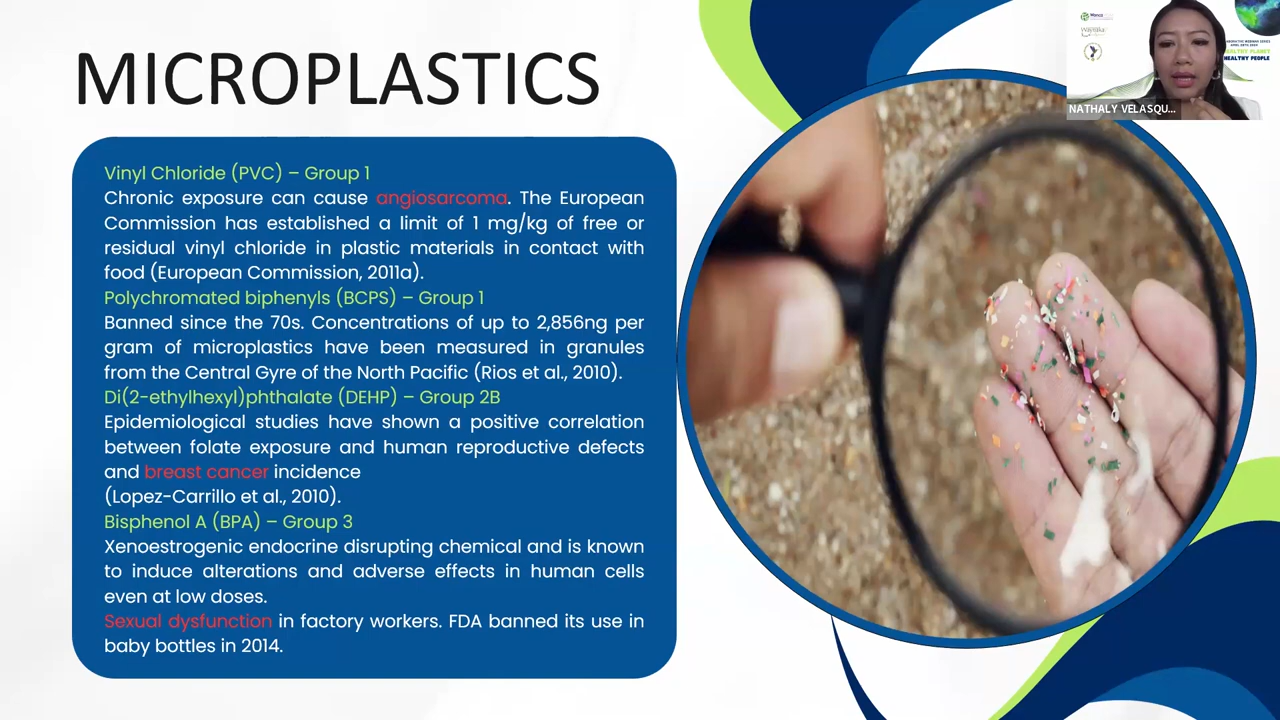 MICROPLASTICS
Vinyl Chloride (PVC) – Group 1
Chronic exposure can cause angiosarcoma. The European
Commission has established a limit of 1 mg/kg of free or
residual vinyl chloride in plastic materials in contact with
food (European Commission, 2011a).
Polychromated biphenyls (BCPS) – Group 1
Banned since the 70s. Concentrations of up to 2,856ng per
gram of microplastics have been measured in granules
from the Central Gyre of the North Pacific (Rios et al., 2010).
Di(2-ethylhexyl)phthalate (DEHP) – Group 2B
Epidemiological studies have shown a positive correlation
between folate exposure and human reproductive defects
and breast cancer incidence
(Lopez-Carrillo et al., 2010).
Bisphenol A (BPA) – Group 3
Xenoestrogenic endocrine disrupting chemical and is known
to induce alterations and adverse effects in human cells
even at low doses.
Sexual dysfunction in factory workers. FDA banned its use in
baby bottles in 2014.
WEBINAR SERIES
HEALTHY PLANET
HEALTHY PEOPLE
NATHALY VELASQU...